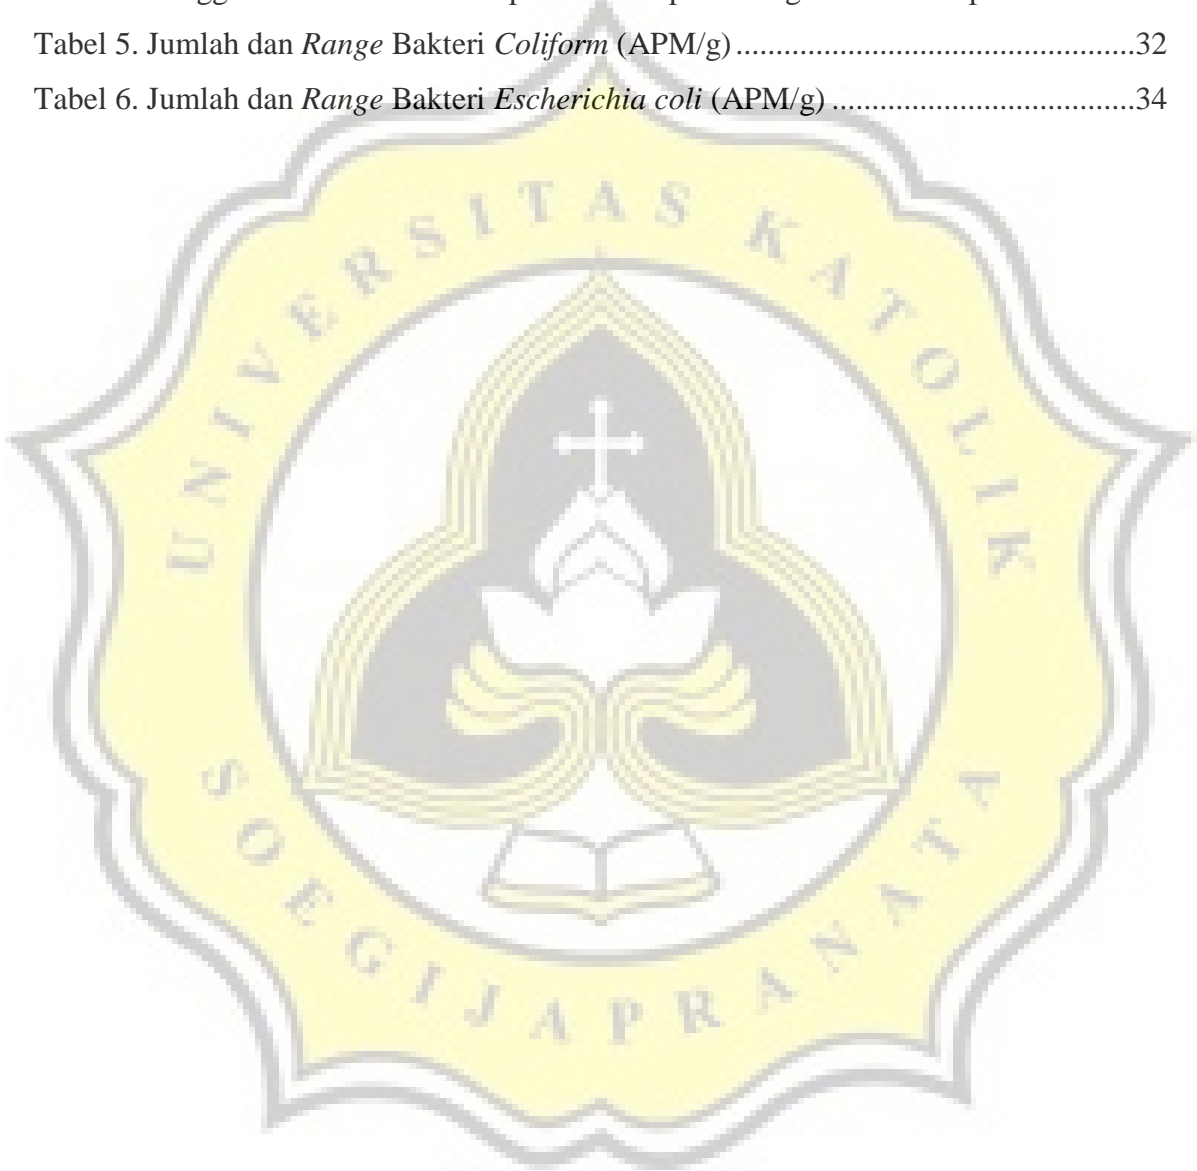 Tabel 5. Jumlah dan Range Bakteri Coliform (APM/g) ..................................................32
Tabel 6. Jumlah dan Range Bakteri Escherichia coli (APM/g) ......................................34
UNIVERSITAS KATOLIK
SOEGIJAPRANATA